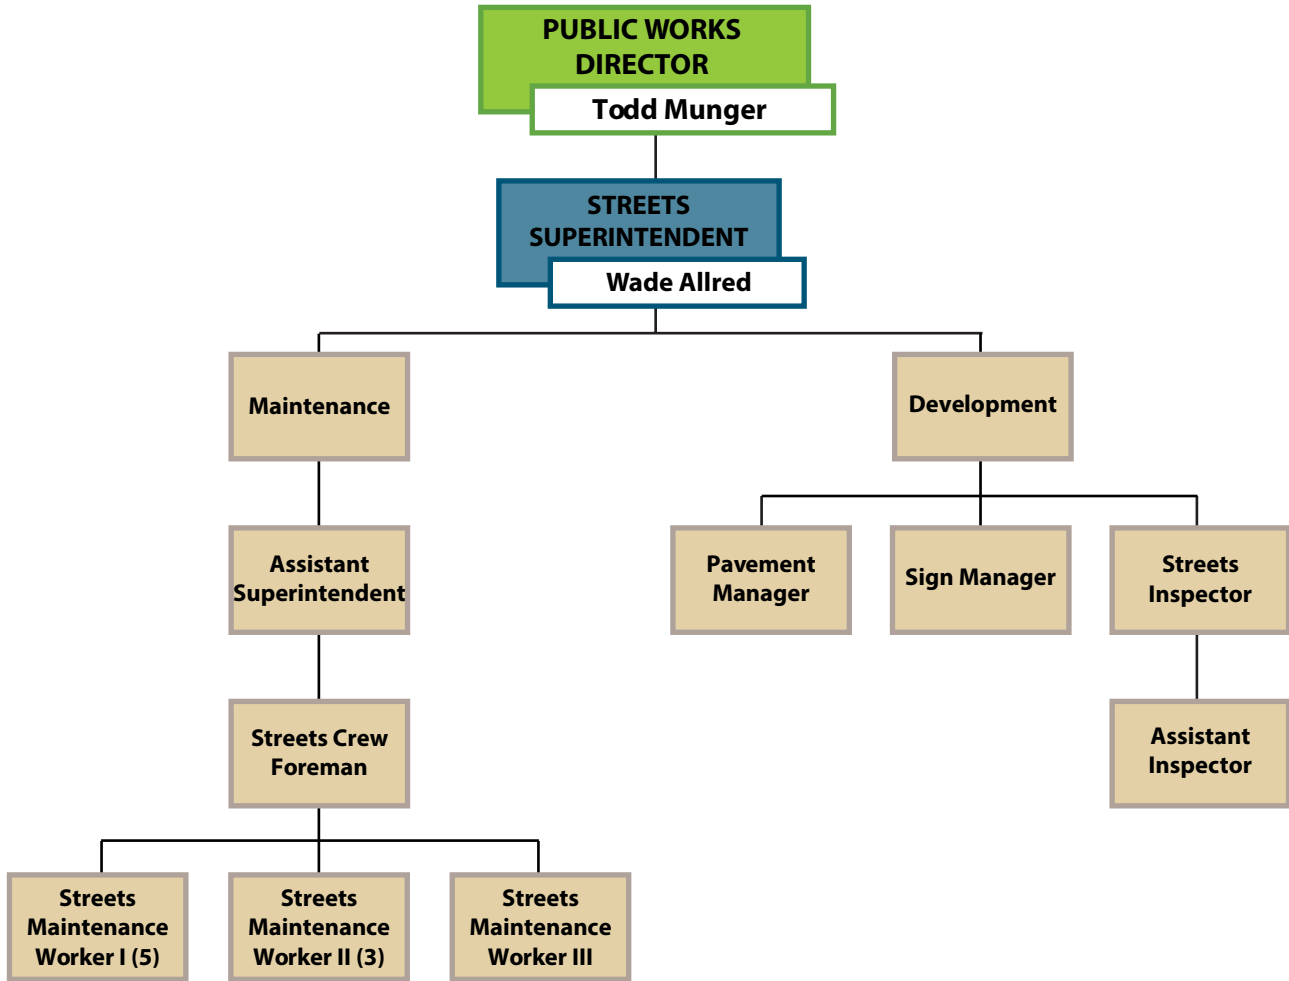 PUBLIC WORKS
DIRECTOR
Todd Munger
STREETS
SUPERINTENDENT
Wade Allred
Maintenance
Development
Assistant
Superintendent
Pavement
Manager
Sign Manager
Streets
Inspector
Streets Crew
Foreman
Assistant
Inspector
Streets
Maintenance
Worker I (5)
Streets
Maintenance
Worker II (3)
Streets
Maintenance
Worker III